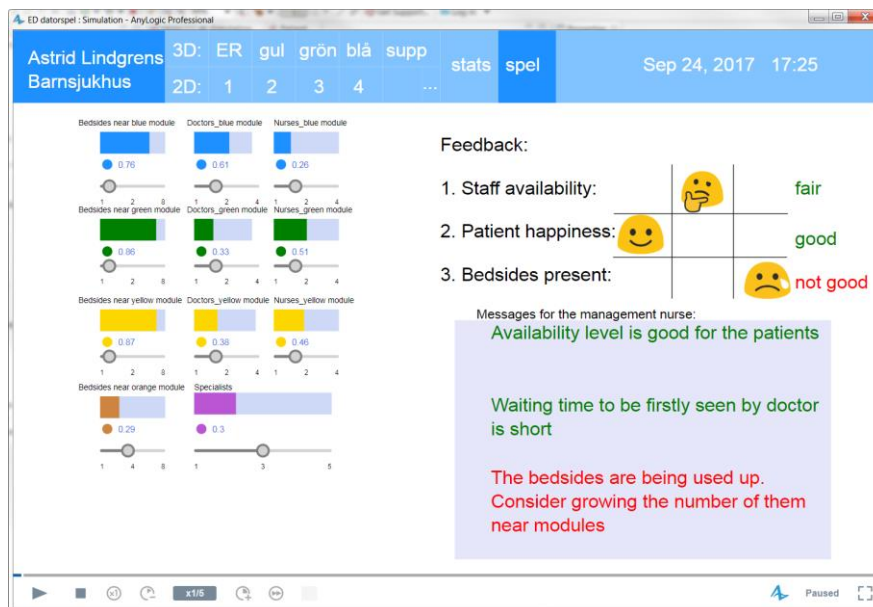 ED datorspel : Simulation - AnyLogic Professional
Astrid Lindgrens
Barnsjukhus
3D: ER gul grön blå supp
2D: 1 2 3 4 ...
stats spel
Sep 24, 2017 17:25
Bedsides near blue module Doctors_blue module Nurses_blue module
0.76 0.61 0.26
1 2 8 1 2 4 1 2 4
Bedsides near green module Doctors_green module Nurses_green module
0.86 0.33 0.51
1 2 8 1 2 4 1 2 4
Bedsides near yellow module Doctors_yellow module Nurses_yellow module
0.87 0.38 0.46
1 2 8 1 2 4 1 2 4
Bedsides near orange module Specialists
0.29 0.3
1 4 8 1 3 5
Feedback:
1. Staff availability: fair
2. Patient happiness: good
3. Bedsides present: not good
Messages for the management nurse:
Availability level is good for the patients
Waiting time to be firstly seen by doctor
is short
The bedsides are being used up.
Consider growing the number of them
near modules
x1 x1/5 Paused